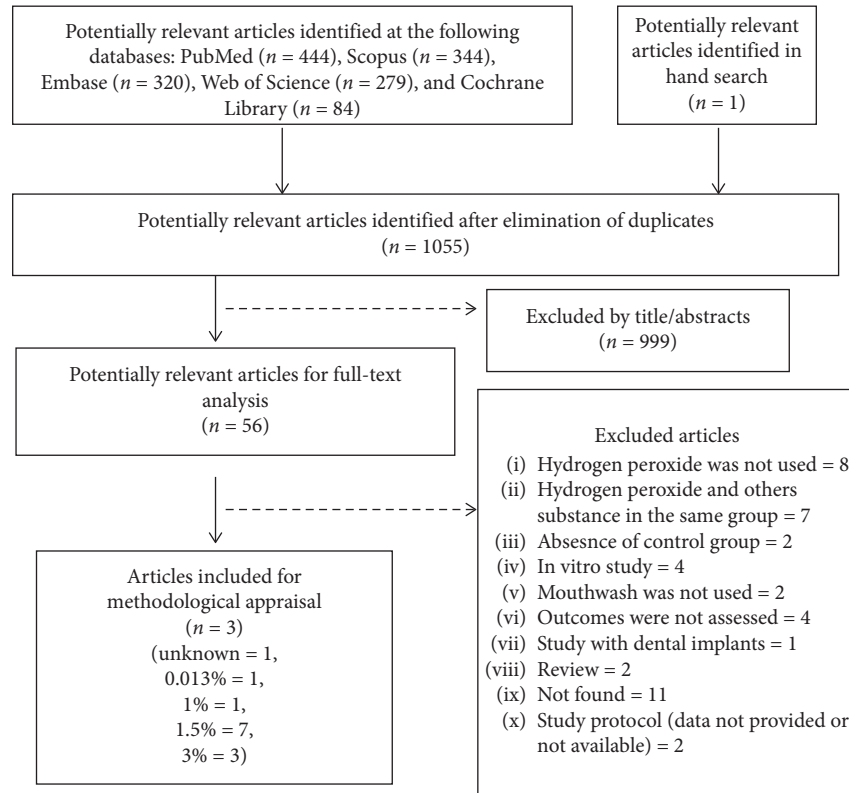 Potentially relevant articles identified at the following
databases: PubMed (n = 444), Scopus (n = 344),
Embase (n = 320), Web of Science (n = 279), and Cochrane
Library (n = 84)
Potentially relevant
articles identified in
hand search
(n = 1)
Potentially relevant articles identified after elimination of duplicates
(n = 1055)
Excluded by title/abstracts
(n = 999)
Potentially relevant articles for full-text
analysis
(n = 56)
Excluded articles
(i) Hydrogen peroxide was not used = 8
(ii) Hydrogen peroxide and others
substance in the same group = 7
(iii) Absesnce of control group = 2
(iv) In vitro study = 4
(v) Mouthwash was not used = 2
(vi) Outcomes were not assessed = 4
(vii) Study with dental implants = 1
(viii) Review = 2
(ix) Not found = 11
(x) Study protocol (data not provided or
not available) = 2
Articles included for
methodological appraisal
(n = 3)
(unknown = 1,
0.013% = 1,
1% = 1,
1.5% = 7,
3% = 3)